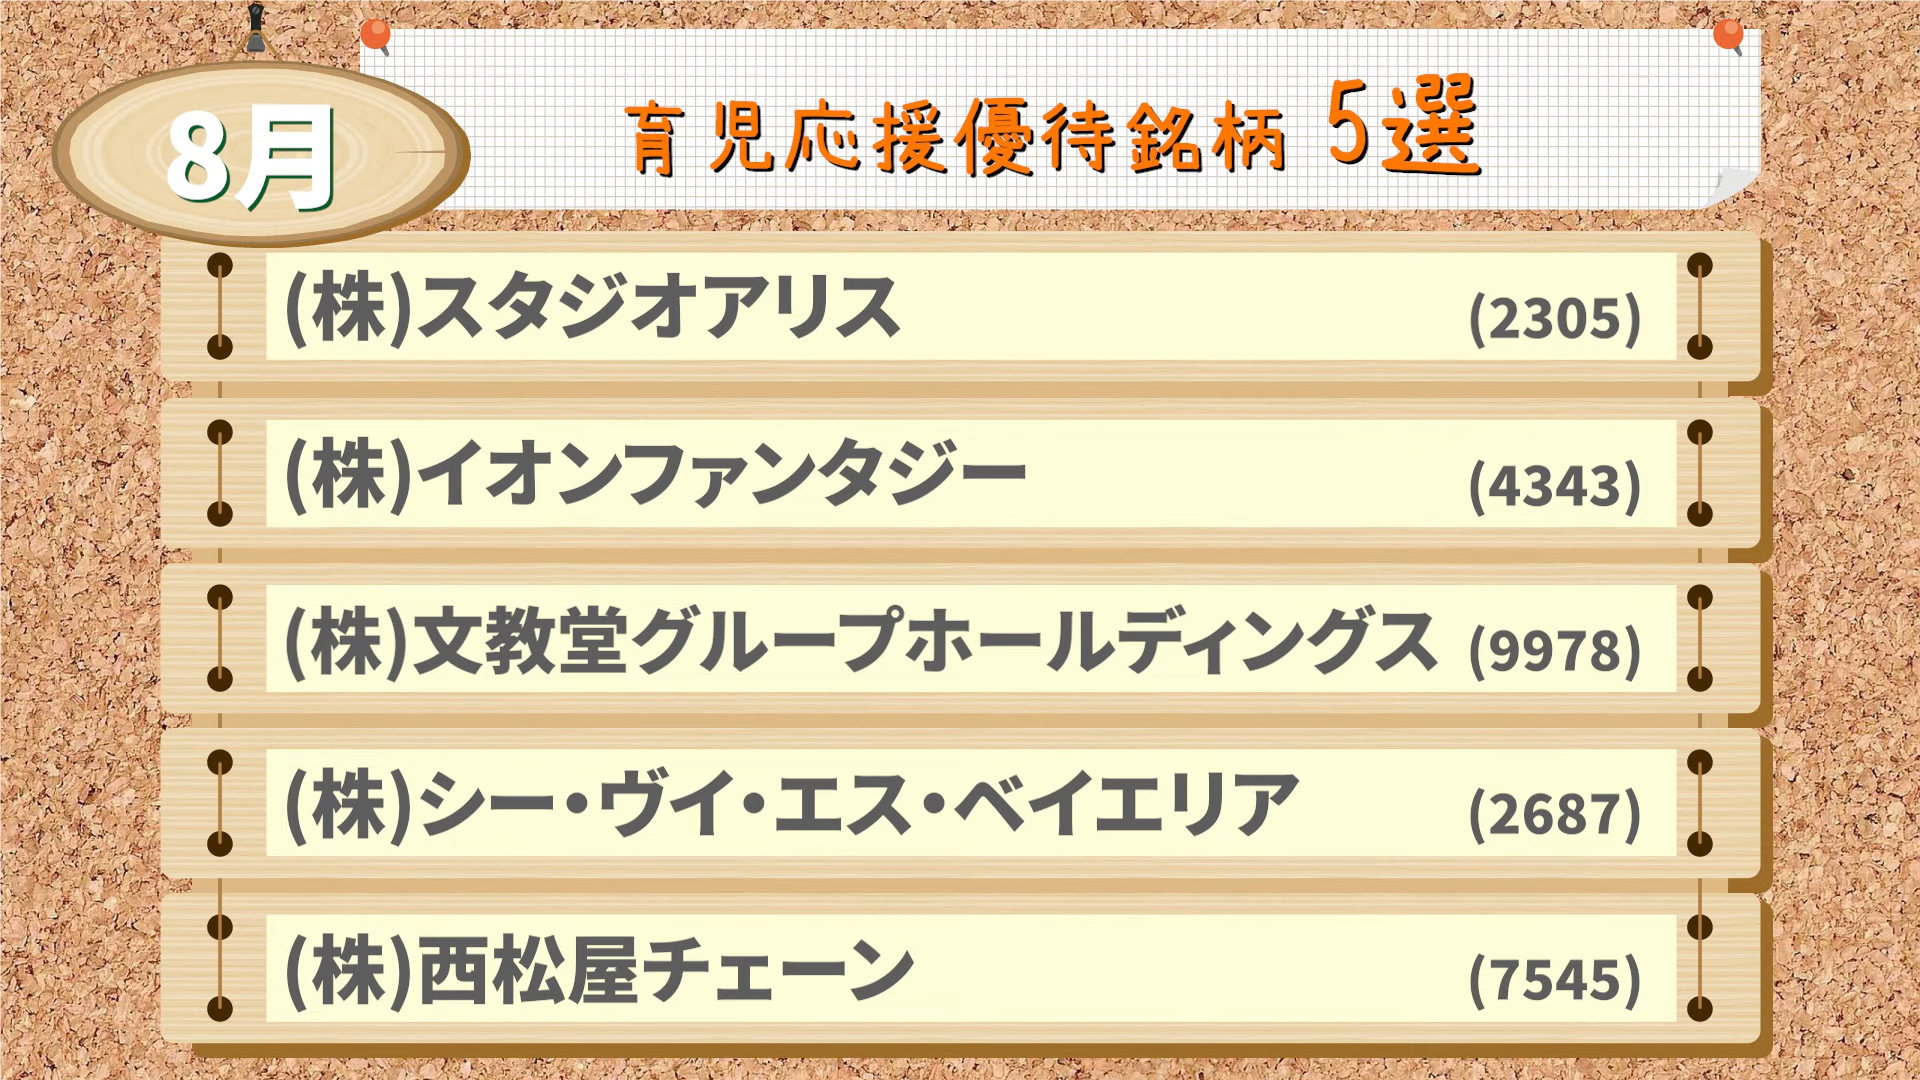 8月
育児応援優待銘柄 5選
(株)スタジオアリス (2305)
(株)イオンファンタジー (4343)
(株)文教堂グループホールディングス (9978)
(株)シー・ヴイ・エス・ベイエリア (2687)
(株)西松屋チェーン (7545)